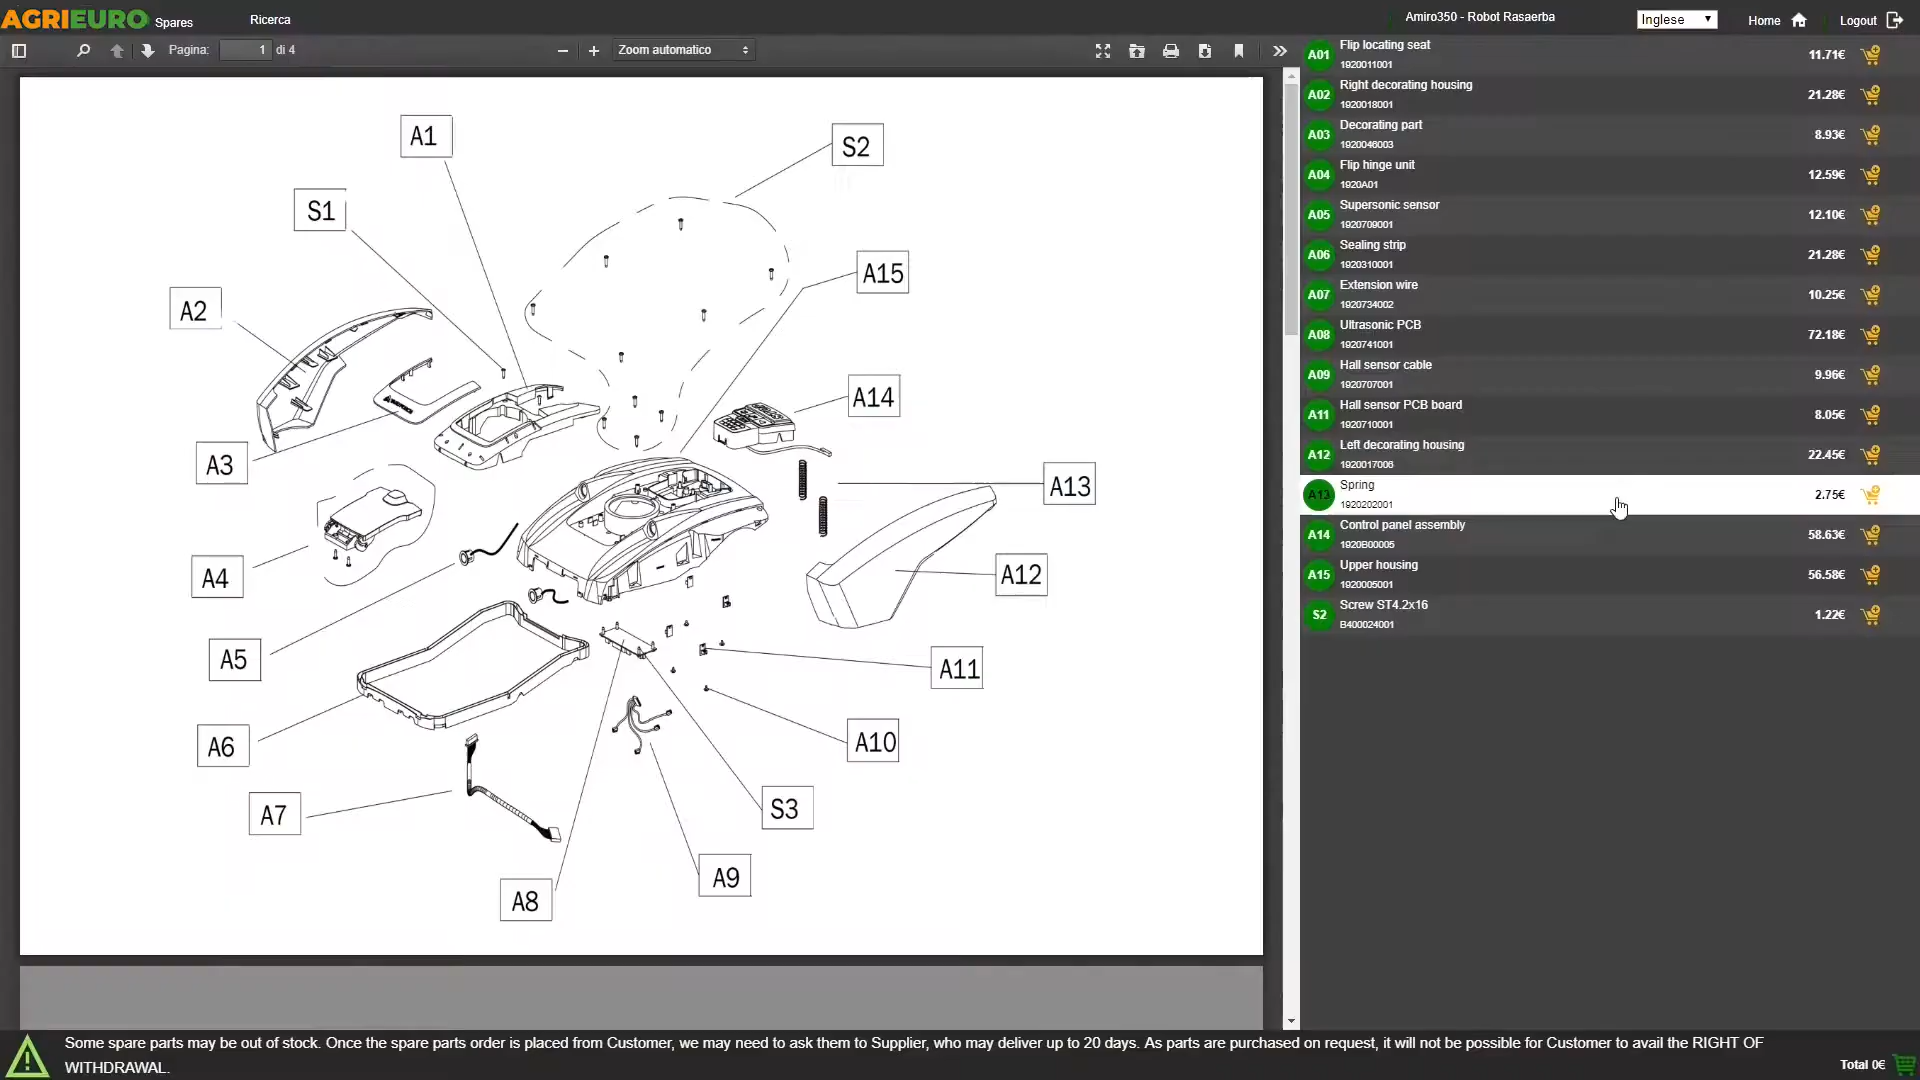 AGRIEURO Spares
Ricerca
Amiro350 - Robot Rasaerba
Inglese
Home
Logout
Pagina: 1 di 4
Zoom automatico
A1
S2
S1
A15
A2
A14
A3
A13
A4
A12
A5
A11
A6
A10
A7
S3
A9
A8
A01 Flip locating seat 11.71€
1920011001
A02 Right decorating housing 21.28€
1920018001
A03 Decorating part 8.93€
1920046003
A04 Flip hinge unit 12.59€
1920A01
A05 Supersonic sensor 12.10€
1920709001
A06 Sealing strip 21.28€
1920310001
A07 Extension wire 10.25€
1920734002
A08 Ultrasonic PCB 72.18€
1920741001
A09 Hall sensor cable 9.96€
1920707001
A11 Hall sensor PCB board 8.05€
1920710001
A12 Left decorating housing 22.45€
1920017006
A13 Spring 2.75€
1920202001
A14 Control panel assembly 58.63€
1920B00005
A15 Upper housing 56.58€
1920005001
S2 Screw ST4.2x16 1.22€
B400024001
Some spare parts may be out of stock. Once the spare parts order is placed from Customer, we may need to ask them to Supplier, who may deliver up to 20 days. As parts are purchased on request, it will not be possible for Customer to avail the RIGHT OF
WITHDRAWAL.
Total 0€